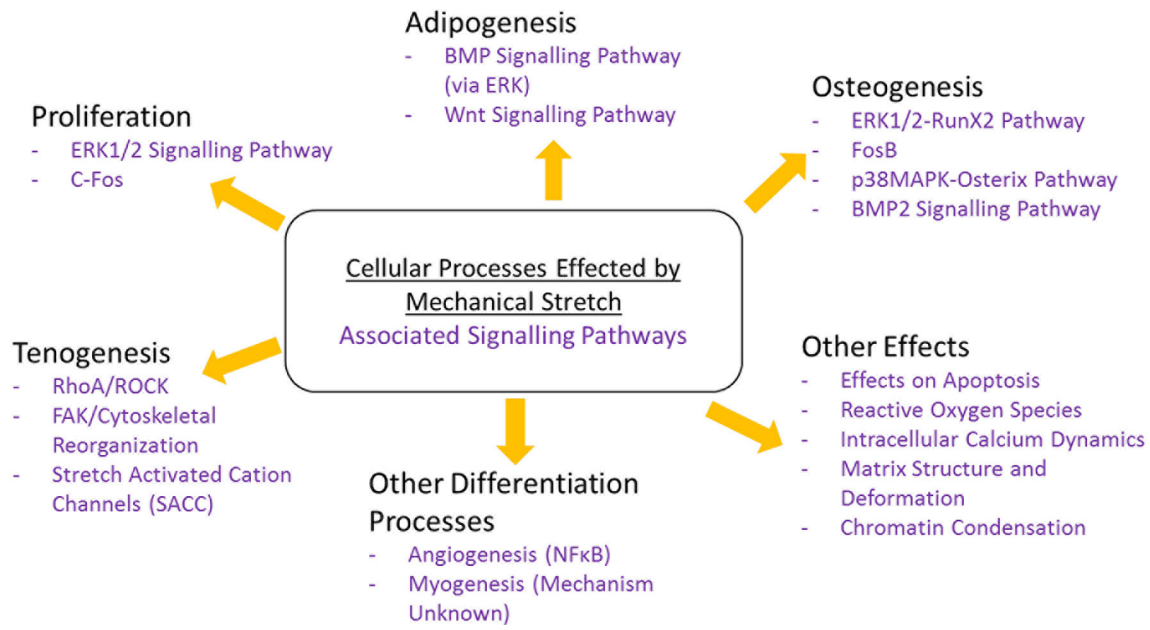 Adipogenesis
- BMP Signalling Pathway
(via ERK)
- Wnt Signalling Pathway
Osteogenesis
- ERK1/2-RunX2 Pathway
- FosB
- p38MAPK-Osterix Pathway
- BMP2 Signalling Pathway
Proliferation
- ERK1/2 Signalling Pathway
- C-Fos
Cellular Processes Effected by
Mechanical Stretch
Associated Signalling Pathways
Tenogenesis
- RhoA/ROCK
- FAK/Cytoskeletal
Reorganization
- Stretch Activated Cation
Channels (SACC)
Other Effects
- Effects on Apoptosis
- Reactive Oxygen Species
- Intracellular Calcium Dynamics
- Matrix Structure and
Deformation
- Chromatin Condensation
Other Differentiation
Processes
- Angiogenesis (NFκB)
- Myogenesis (Mechanism
Unknown)